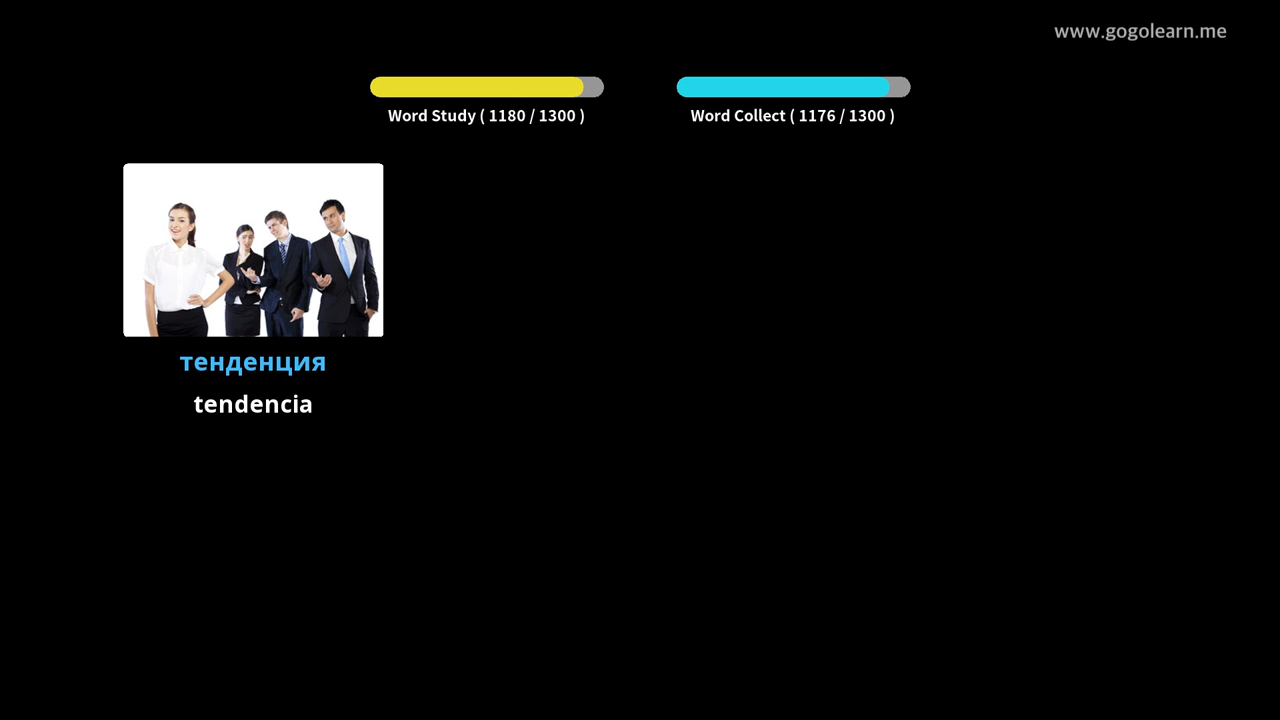 www.gogolearn.me
Word Study ( 1180 / 1300 )
Word Collect ( 1176 / 1300 )
тенденция
tendencia